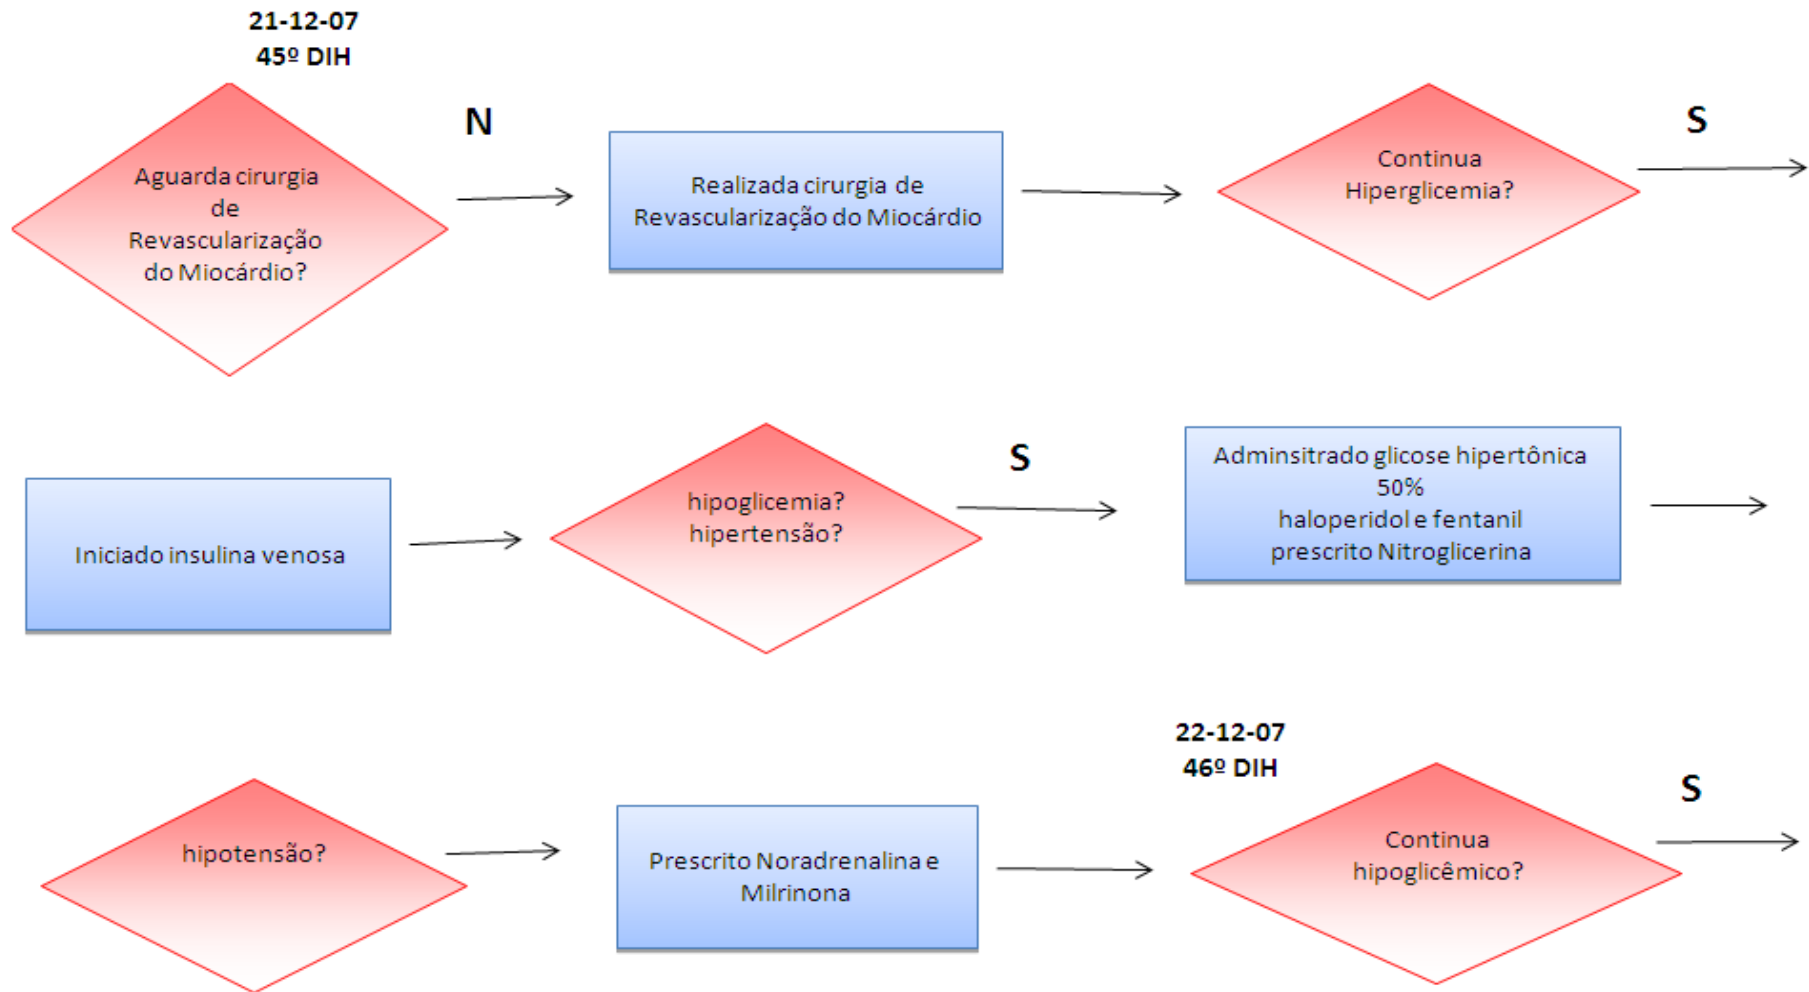 21-12-07
45º DIH
Aguarda cirurgia
de
Revascularização
do Miocárdio?
N
Realizada cirurgia de
Revascularização do Miocárdio
Continua
Hiperglicemia?
S
Iniciado insulina venosa
hipoglicemia?
hipertensão?
S
Adminsitrado glicose hipertônica
50%
haloperidol e fentanil
prescrito Nitroglicerina
hipotensão?
Prescrito Noradrenalina e
Milrinona
22-12-07
46º DIH
Continua
hipoglicêmico?
S